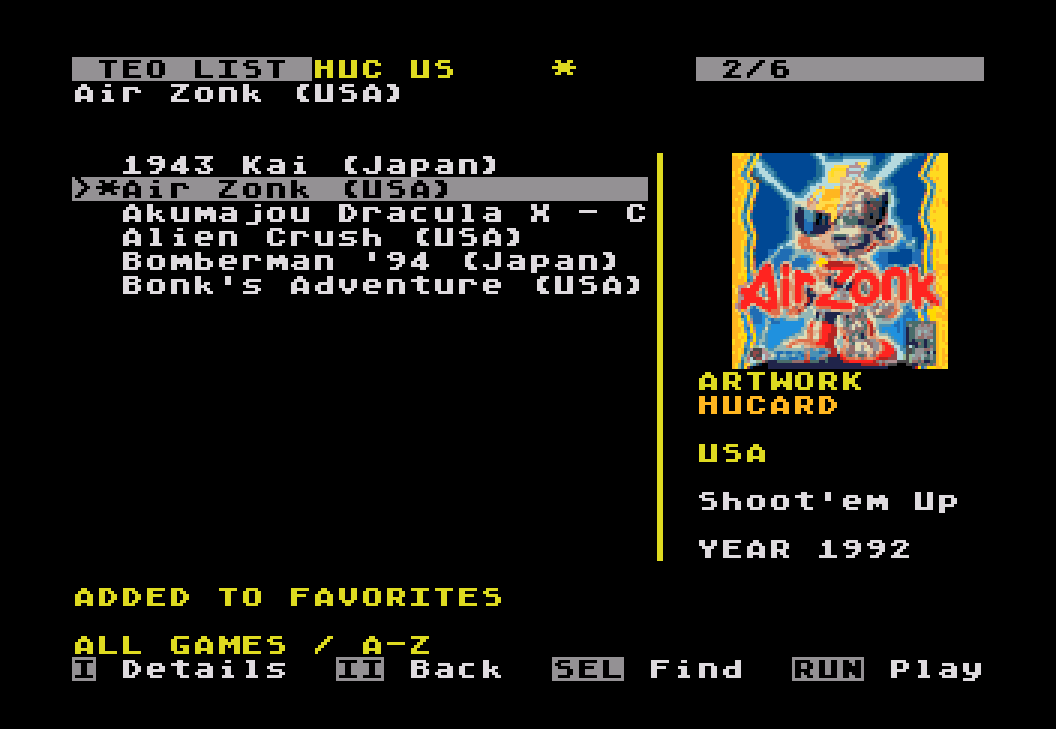 TEO LIST HUC US * 2/6
Air Zonk (USA)
1943 Kai (Japan)
>*Air Zonk (USA)
Akumajou Dracula X - C
Alien Crush (USA)
Bomberman '94 (Japan)
Bonk's Adventure (USA)
Air Zonk
ARTWORK
HUCARD
USA
Shoot'em Up
YEAR 1992
ADDED TO FAVORITES
ALL GAMES / A-Z
I Details II Back SEL Find RUN Play